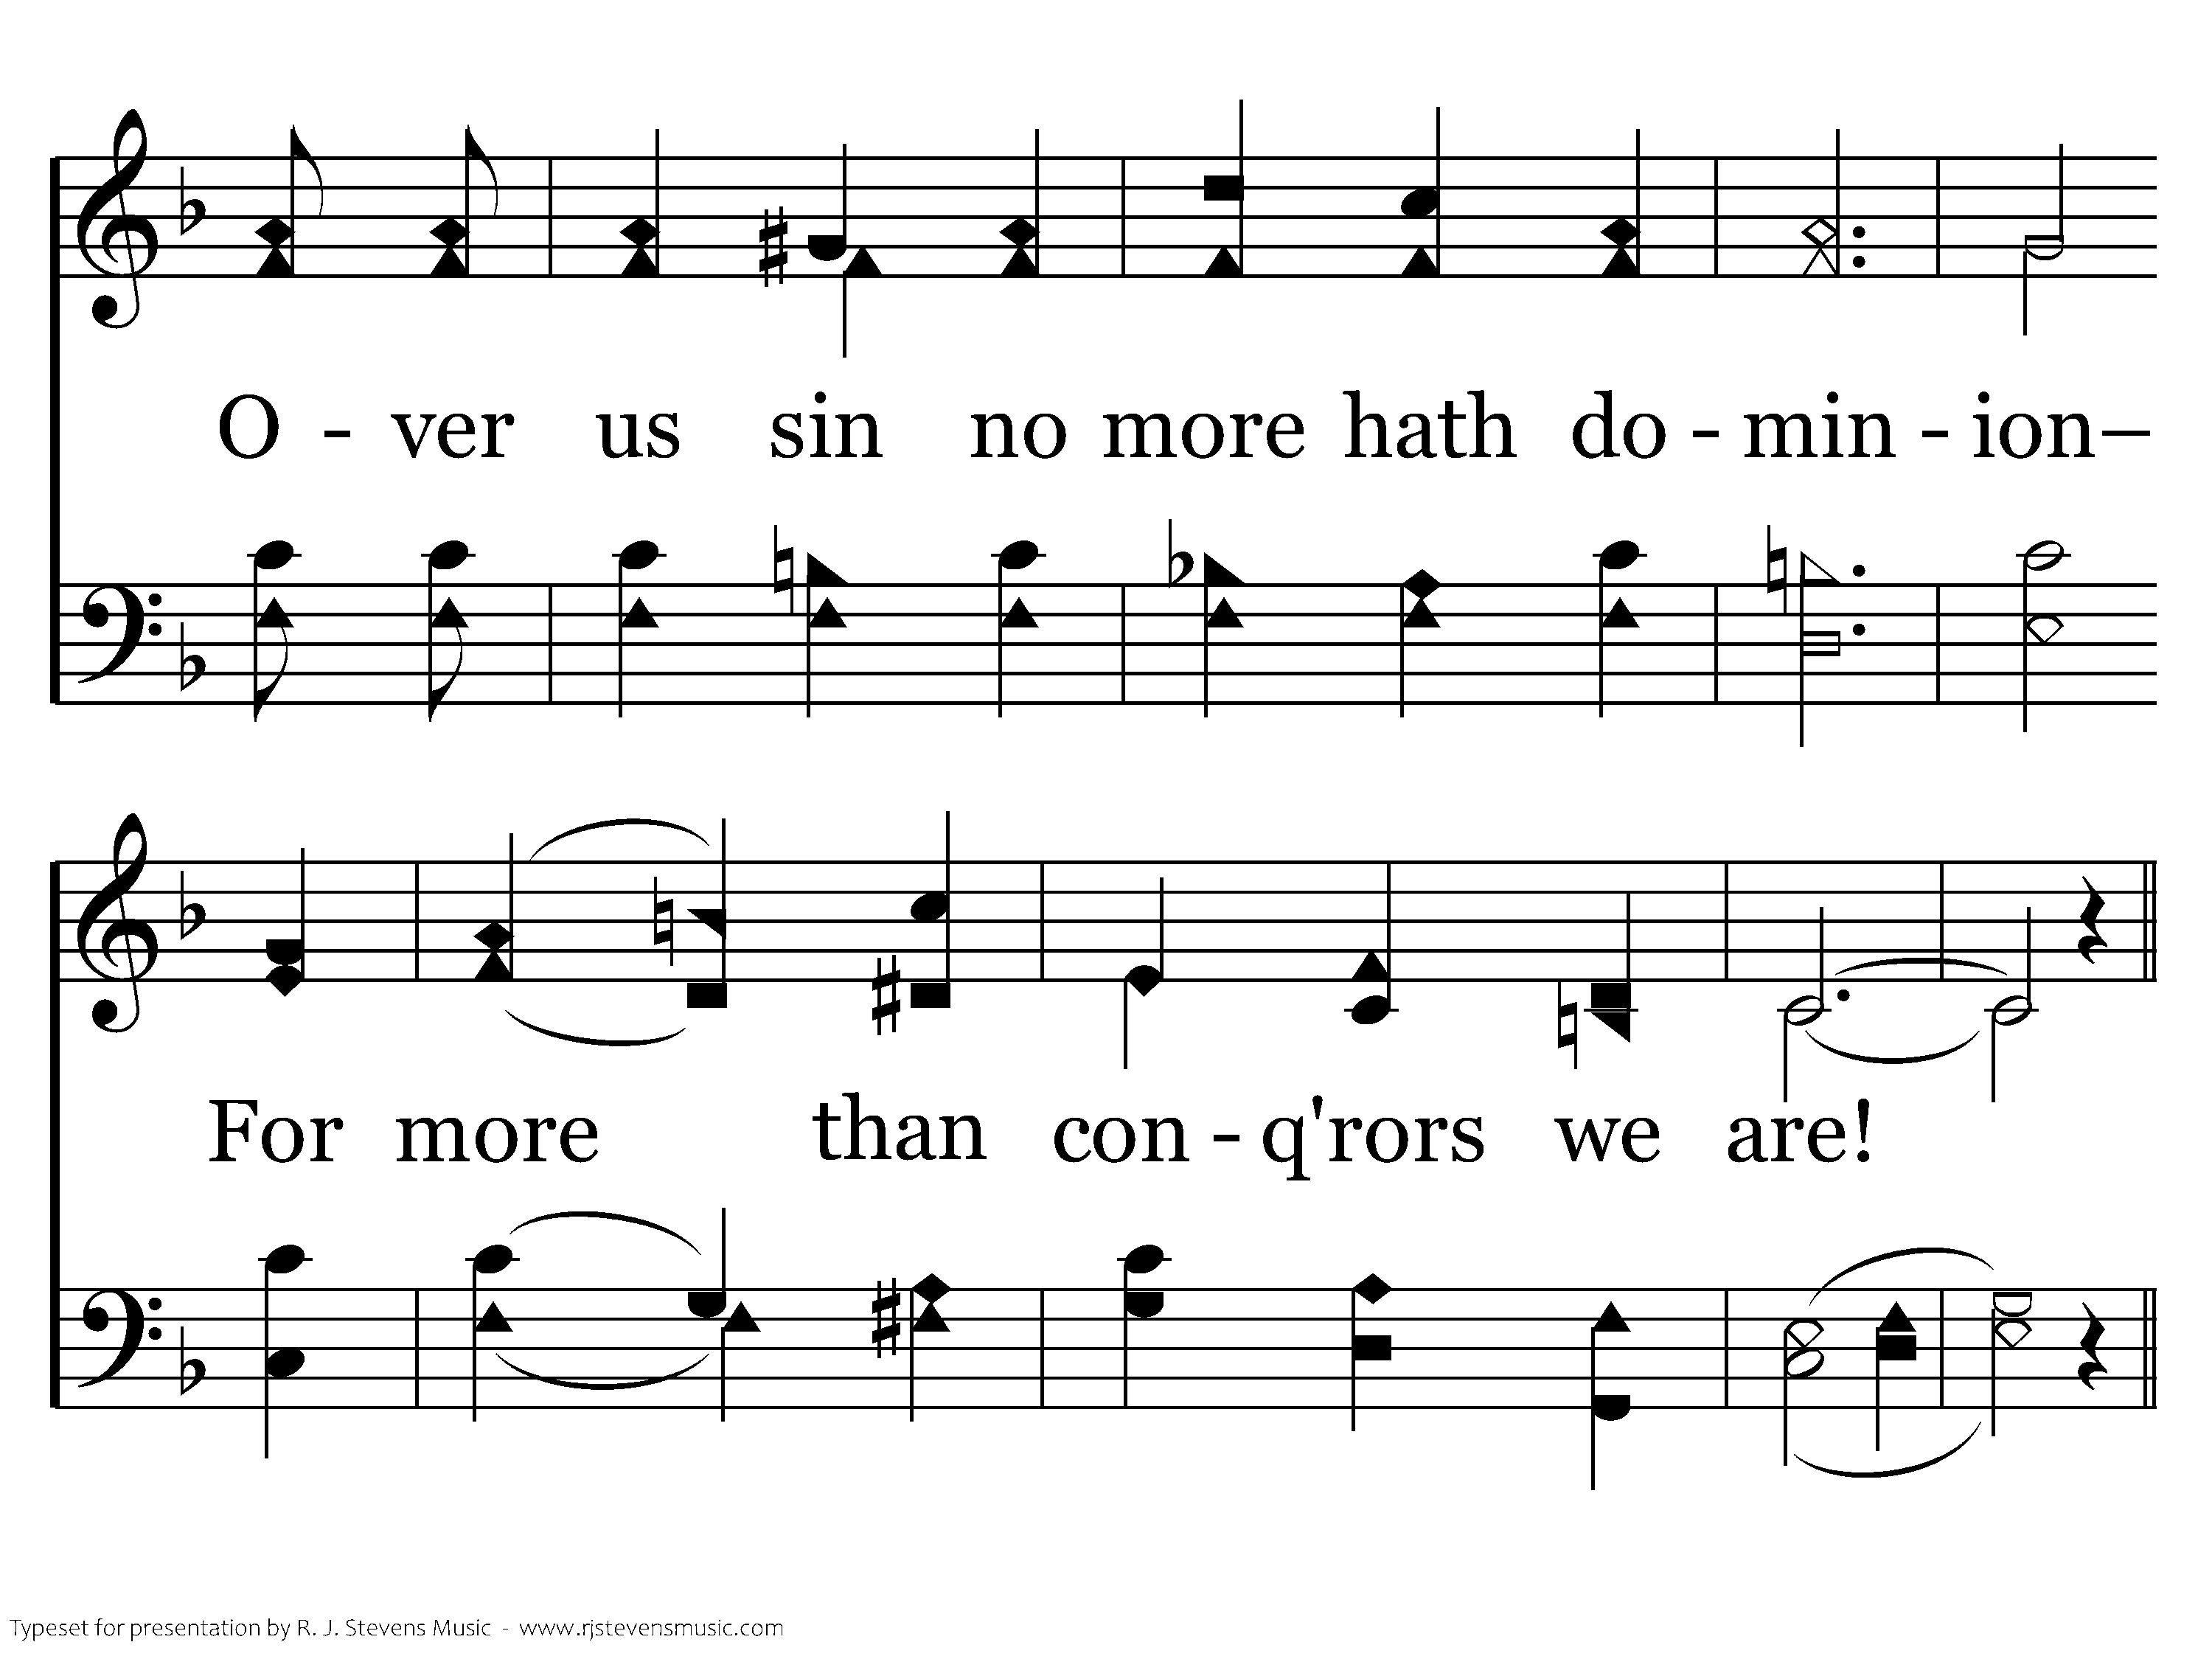 O - ver us sin no more hath do - min - ion–
For more than con - q'rors we are!
Typeset for presentation by R. J. Stevens Music - www.rjstevensmusic.com